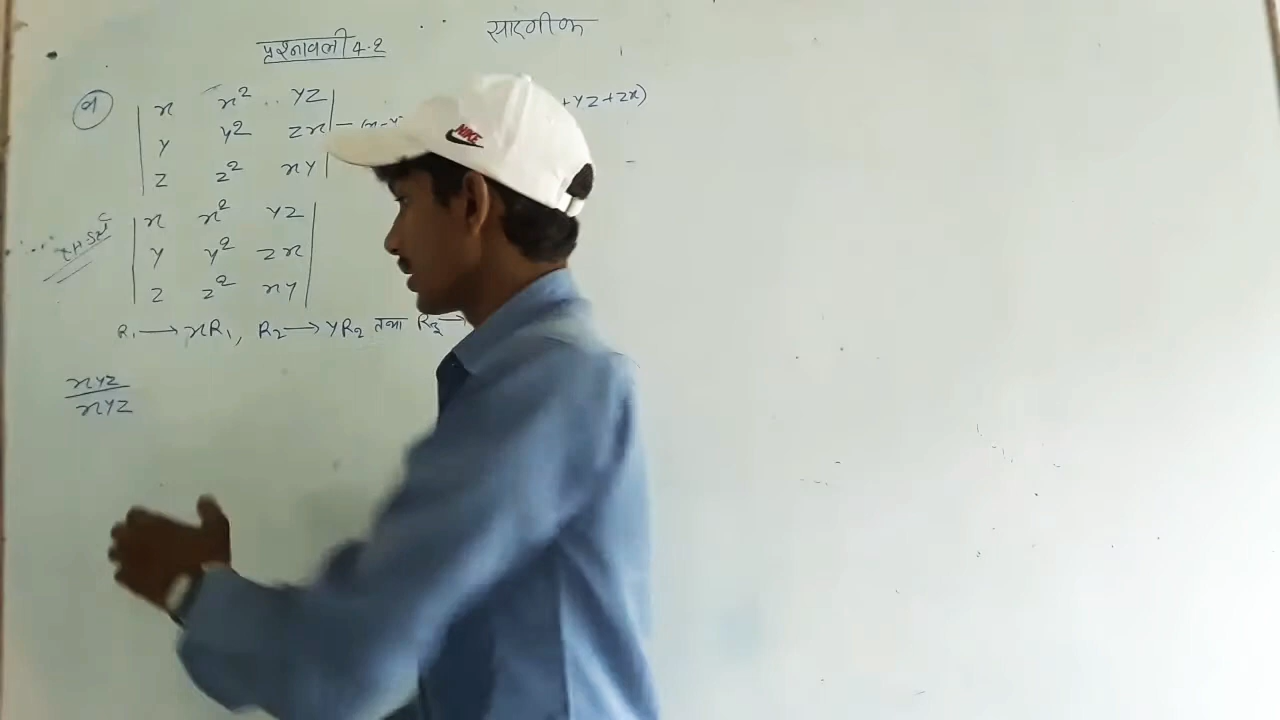 सारणिक
प्रश्नावली 4.2
9
x x² yz
y y² zx
z z² xy
+yz+zx)
NIKE
L.H.S से
x x² yz
y y² zx
z z² xy
R₁ → xR₁, R₂ → yR₂ तथा R₃ →
xyz
xyz